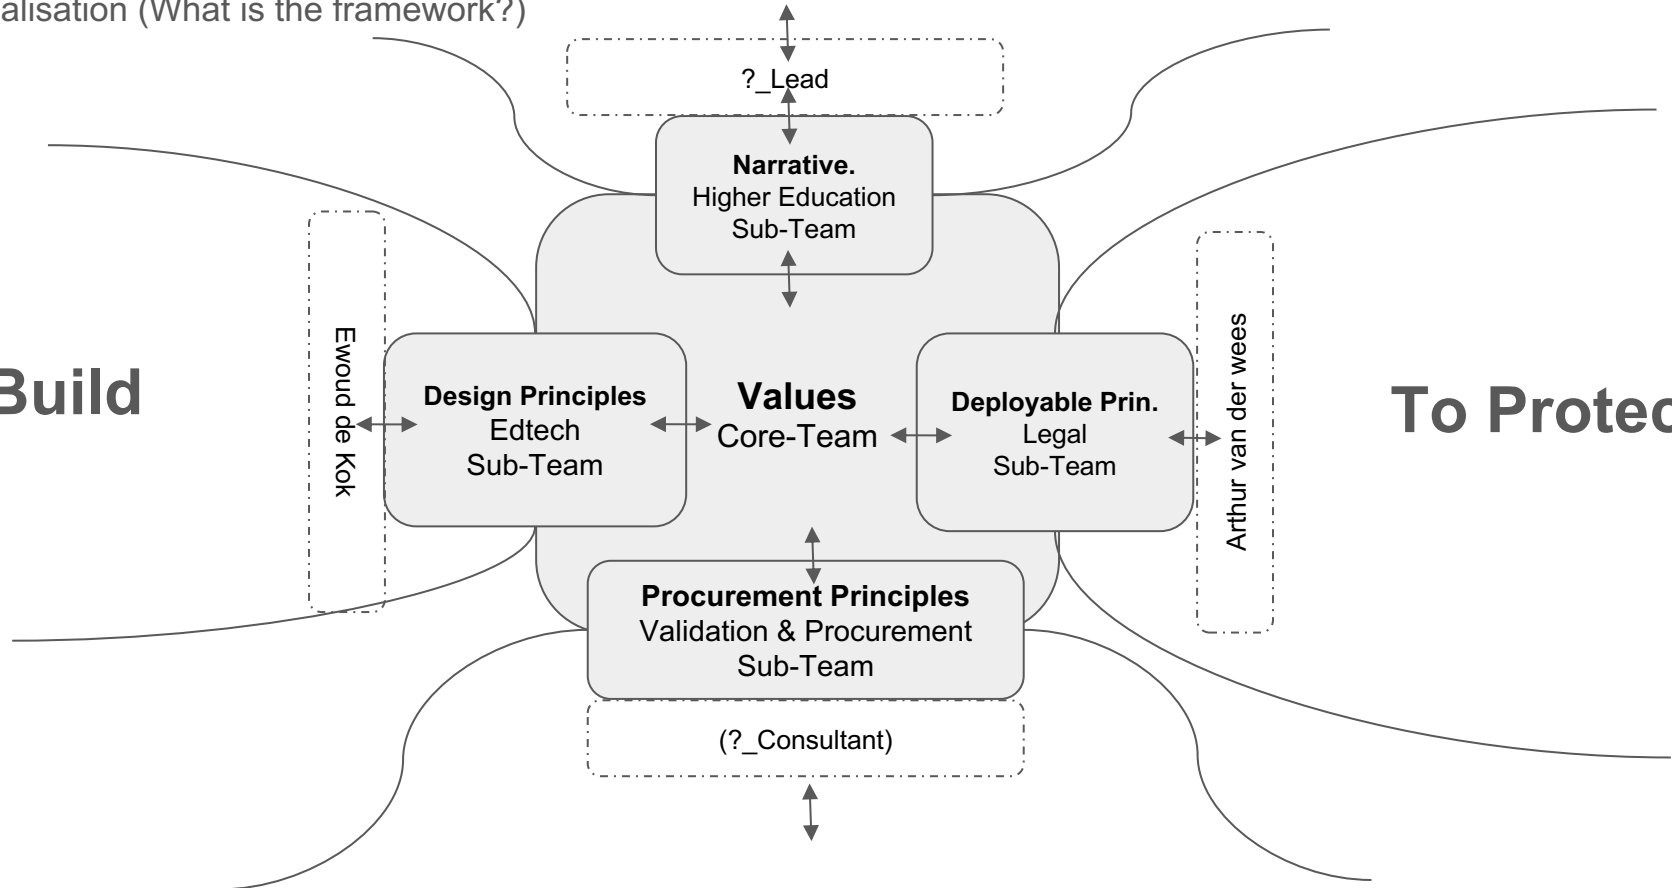 alisation (What is the framework?)
?_Lead
Narrative.
Higher Education
Sub-Team
Ewoud de Kok
Design Principles
Edtech
Sub-Team
Values
Core-Team
Deployable Prin.
Legal
Sub-Team
Arthur van der wees
Build
To Protec
Procurement Principles
Validation & Procurement
Sub-Team
(?_Consultant)